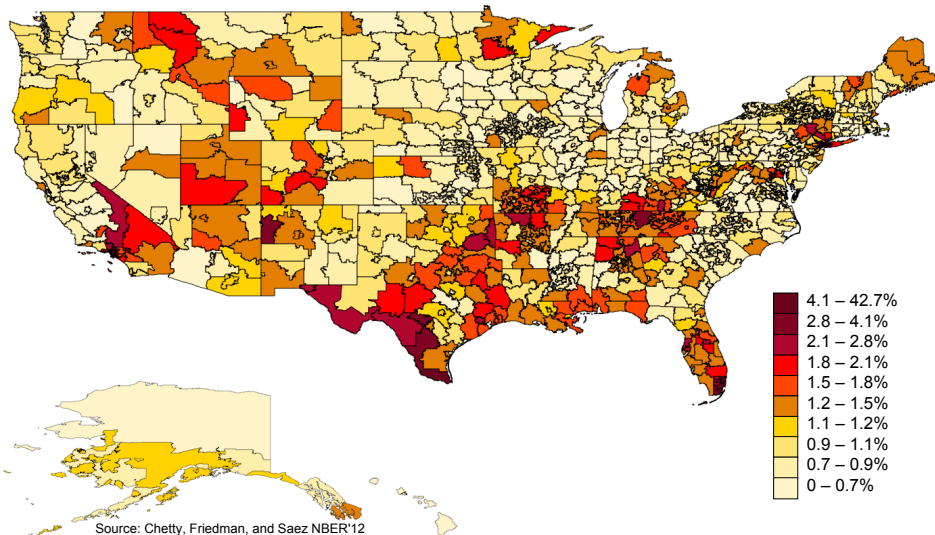 4.1 – 42.7%
2.8 – 4.1%
2.1 – 2.8%
1.8 – 2.1%
1.5 – 1.8%
1.2 – 1.5%
1.1 – 1.2%
0.9 – 1.1%
0.7 – 0.9%
0 – 0.7%
Source: Chetty, Friedman, and Saez NBER'12